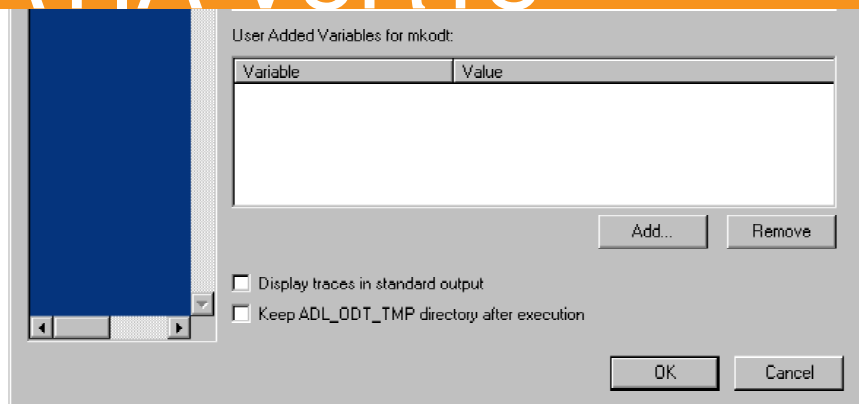 User Added Variables for mkodt:
Variable Value
Add... Remove
Display traces in standard output
Keep ADL_ODT_TMP directory after execution
OK Cancel